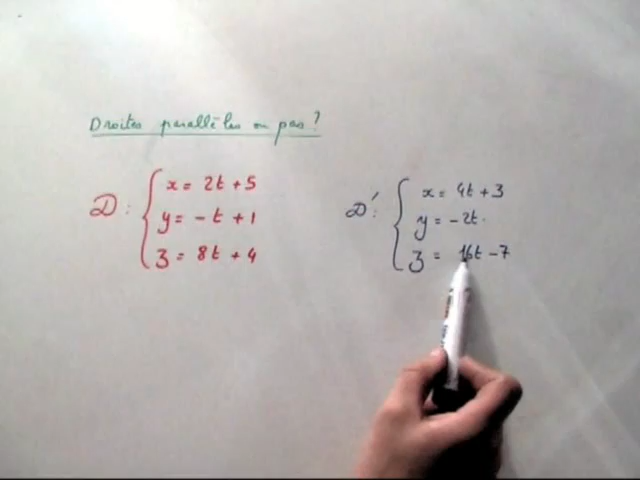 Droites parallèles ou pas ?
D : { x = 2t + 5
y = -t + 1
z = 8t + 4
D' : { x = 4t + 3
y = -2t
z = 16t - 7